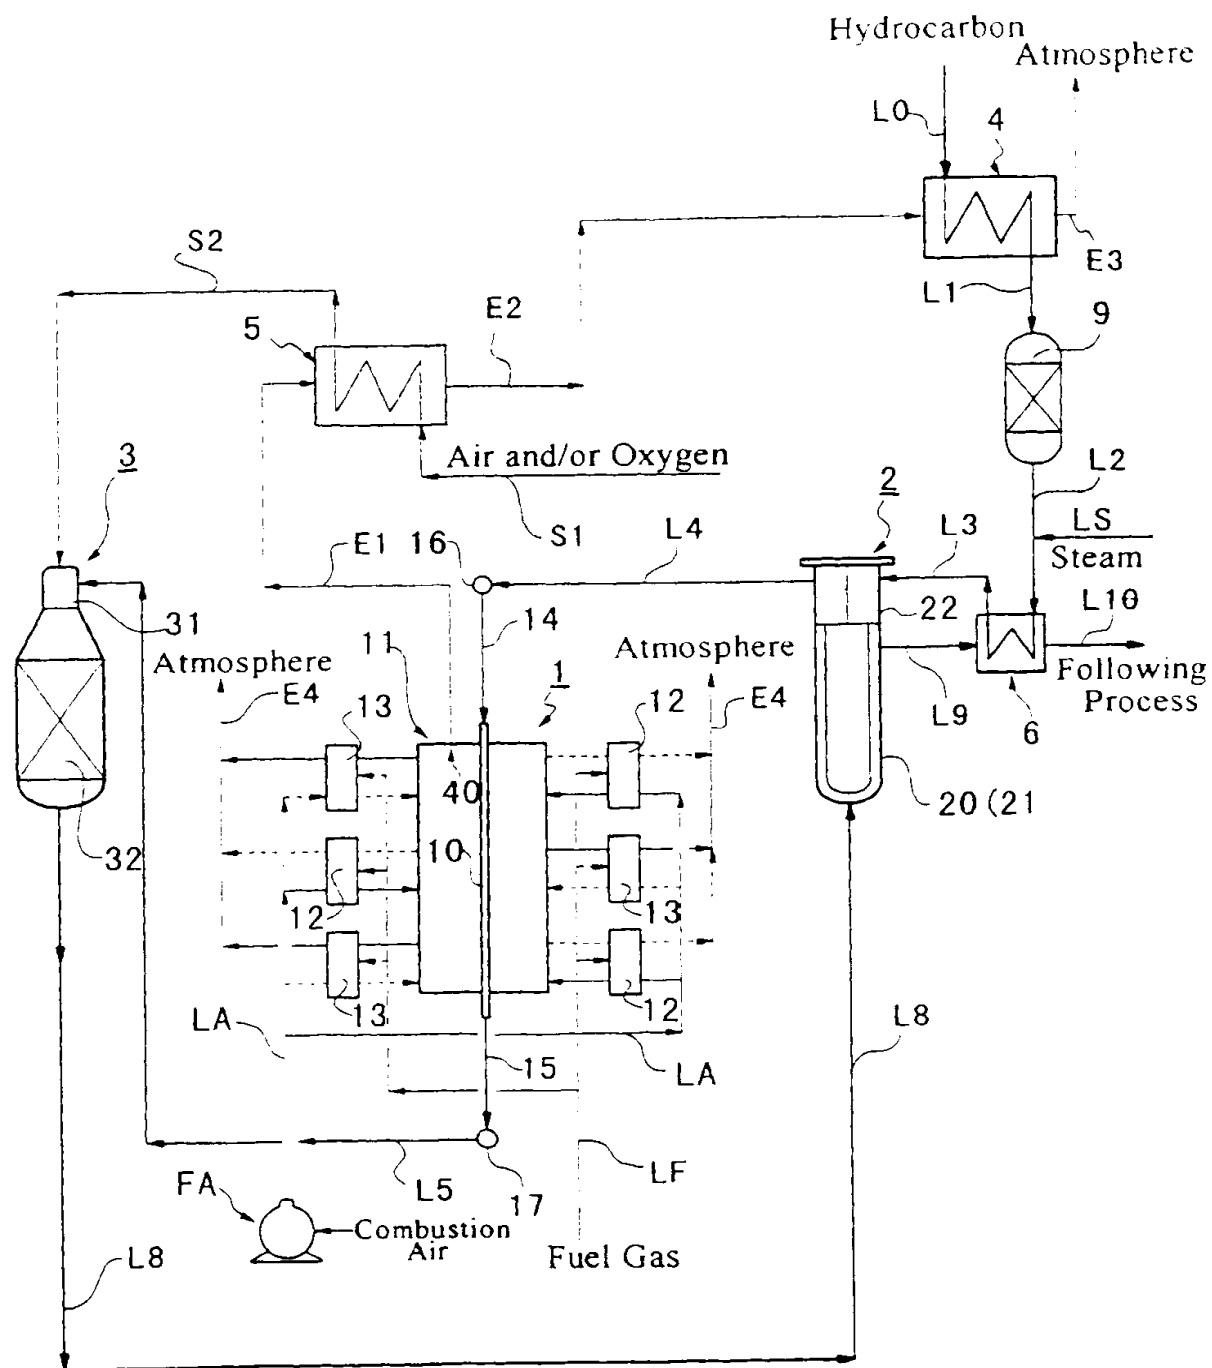 Hydrocarbon
Atmosphere
L0
4
S2
E3
L1
E2
5
9
Air and/or Oxygen
3
L2
2
S1
LS
Steam
L3
E1
16
L4
L10
31
22
14
Following
Process
11
Atmosphere
Atmosphere
1
E4
13
12
E4
L9
6
40
20 (21
32
10
12
13
13
12
LA
L8
15
LA
L5
17
LF
FA
Combustion
Air
L8
Fuel Gas